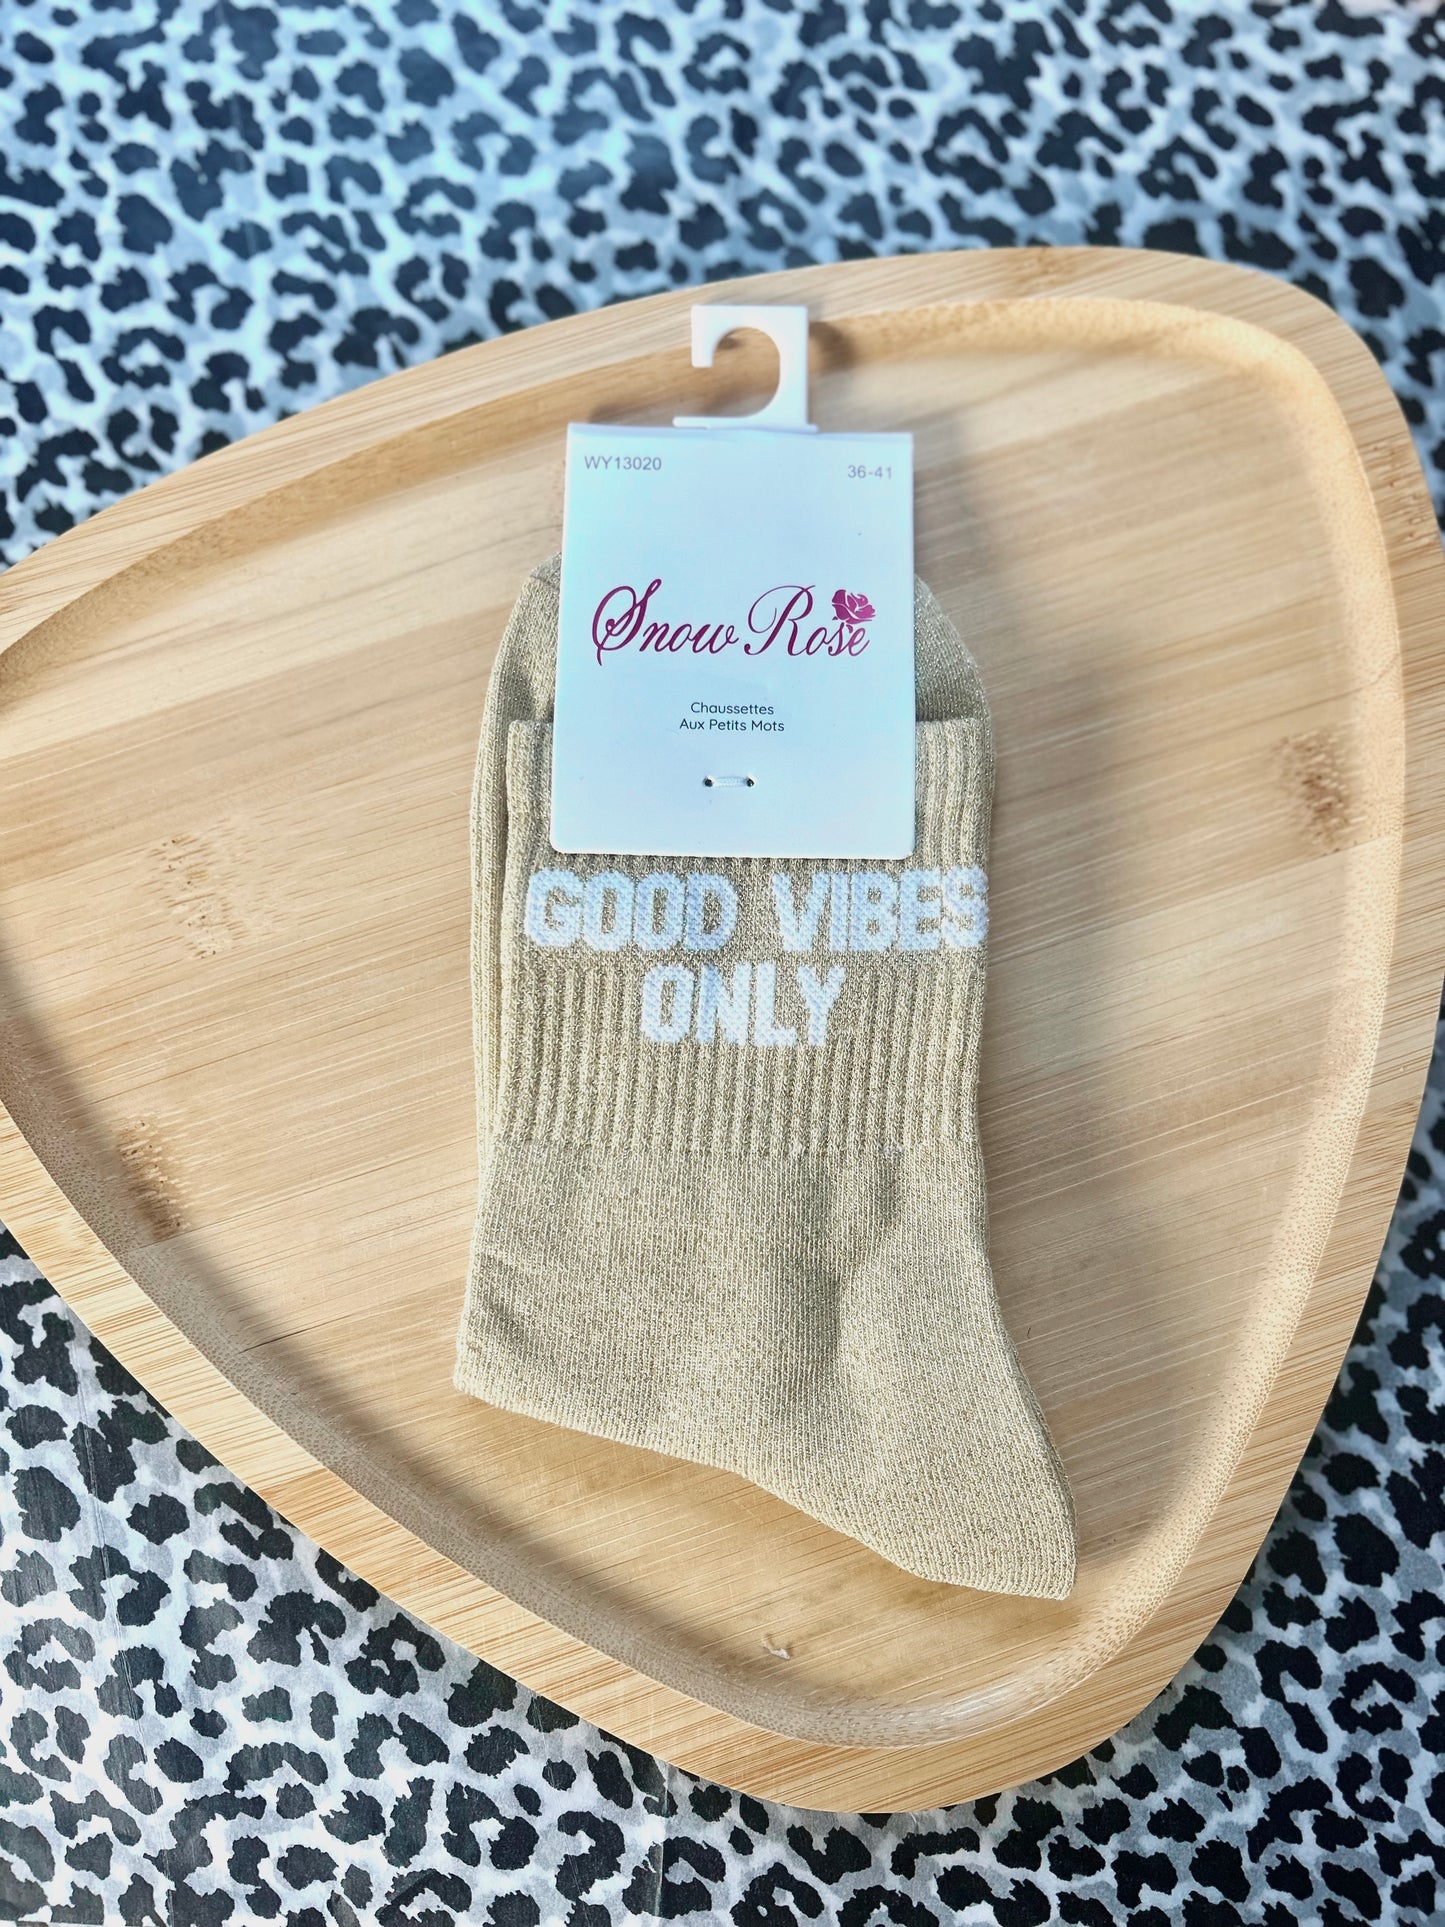 WY13020 36-41
Snow Rose
Chaussettes
Aux Petits Mots
GOOD VIBES
ONLY